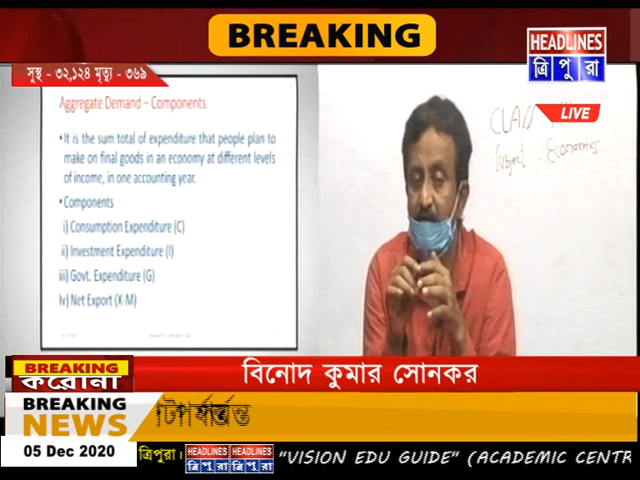 BREAKING
HEADLINES
ত্রিপুরা
LIVE
সুস্থ - ৩২,১২৪ মৃত্যু - ৩৬৯
Aggregate Demand – Components.
• It is the sum total of expenditure that people plan to
make on final goods in an economy at different levels
of income, in one accounting year.
• Components
i) Consumption Expenditure (C)
ii) Investment Expenditure (I)
iii) Govt. Expenditure (G)
iv) Net Export (X-M)
CLASS
Subject : Economics
বিনোদ কুমার সোনকর
BREAKING
করোনা
BREAKING
NEWS
05 Dec 2020
ত্রিপুরা:
HEADLINES
ত্রিপুরা
HEADLINES
ত্রিপুরা
"VISION EDU GUIDE" (ACADEMIC CENTR